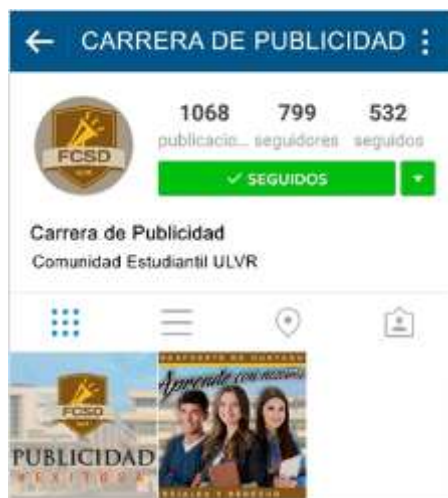 CARRERA DE PUBLICIDAD
1068 799 532
publicacio... seguidores seguidos
SEGUIDOS
Carrera de Publicidad
Comunidad Estudiantil ULVR
FCSD
FCSD
PUBLICIDAD
Aprende con nosotros